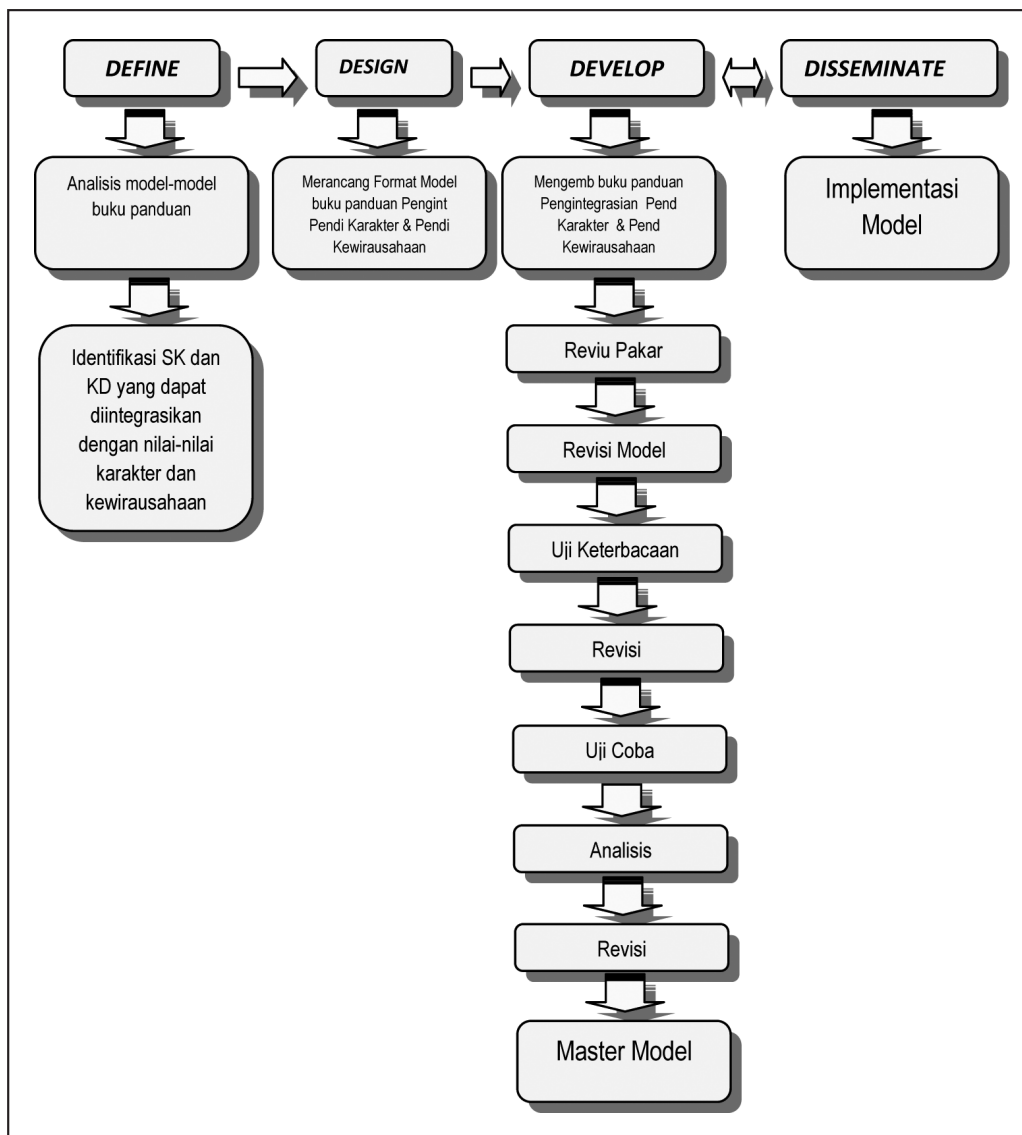 DEFINE
DESIGN
DEVELOP
DISSEMINATE
Analisis model-model
buku panduan
Merancang Format Model
buku panduan Pengint
Pendi Karakter & Pendi
Kewirausahaan
Mengemb buku panduan
Pengintegrasian Pend
Karakter & Pend
Kewirausahaan
Implementasi
Model
Identifikasi SK dan
KD yang dapat
diintegrasikan
dengan nilai-nilai
karakter dan
kewirausahaan
Reviu Pakar
Revisi Model
Uji Keterbacaan
Revisi
Uji Coba
Analisis
Revisi
Master Model